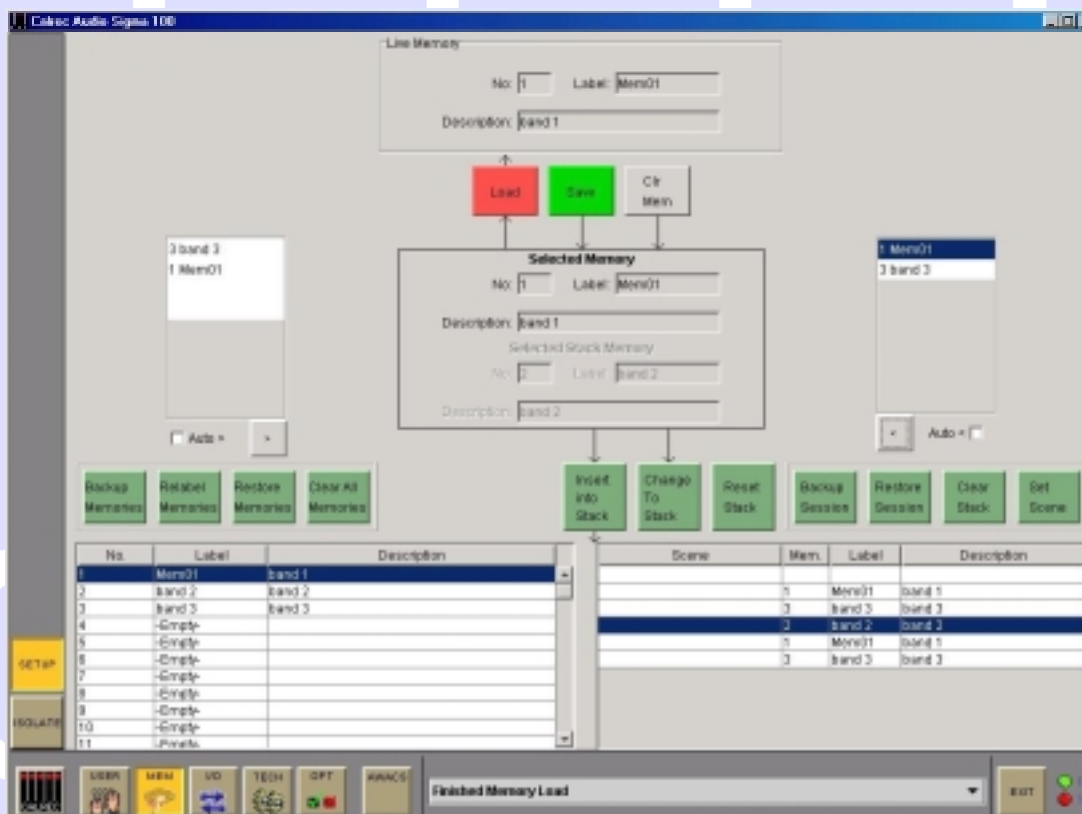 Calrec Audio Sigma 100
Live Memory
No: 1 Label: Mem01
Description: band 1
Load
Save
Clr Mem
3 band 3
1 Mem01
Selected Memory
No: 1 Label: Mem01
Description: band 1
Selected Stack Memory
No: 2 Label: band 2
Description: band 2
1 Mem01
3 band 3
Auto >
>
<
Auto <
Backup Memories
Relabel Memories
Restore Memories
Clear All Memories
Insert into Stack
Change To Stack
Reset Stack
Backup Session
Restore Session
Clear Stack
Set Scene
No. Label Description
1 Mem01 band 1
2 band 2 band 2
3 band 3 band 3
4 -Empty-
5 -Empty-
6 -Empty-
7 -Empty-
8 -Empty-
9 -Empty-
10 -Empty-
11 -Empty-
Scene Mem. Label Description
1 Mem01 band 1
3 band 3 band 3
2 band 2 band 2
1 Mem01 band 1
3 band 3 band 3
SETUP
ISOLATE
USER
MEM
I/O
TECH
OPT
AWACS
Finished Memory Load
EXIT